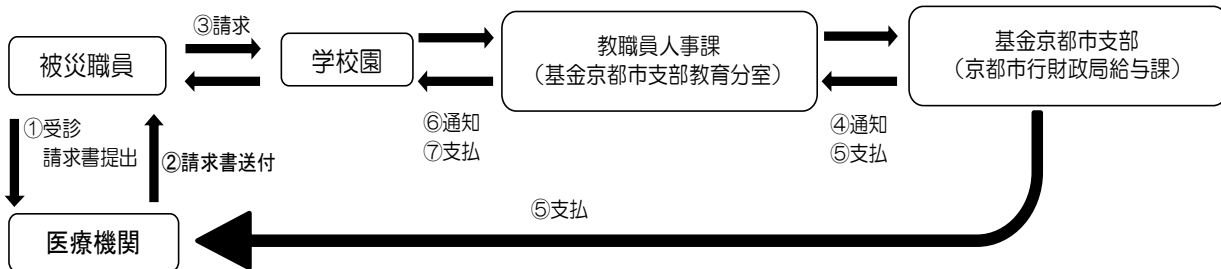 ③請求
被災職員
学校園
教職員人事課
（基金京都市支部教育分室）
基金京都市支部
（京都市行財政局給与課）
①受診
請求書提出
②請求書送付
⑥通知
⑦支払
④通知
⑤支払
⑤支払
医療機関